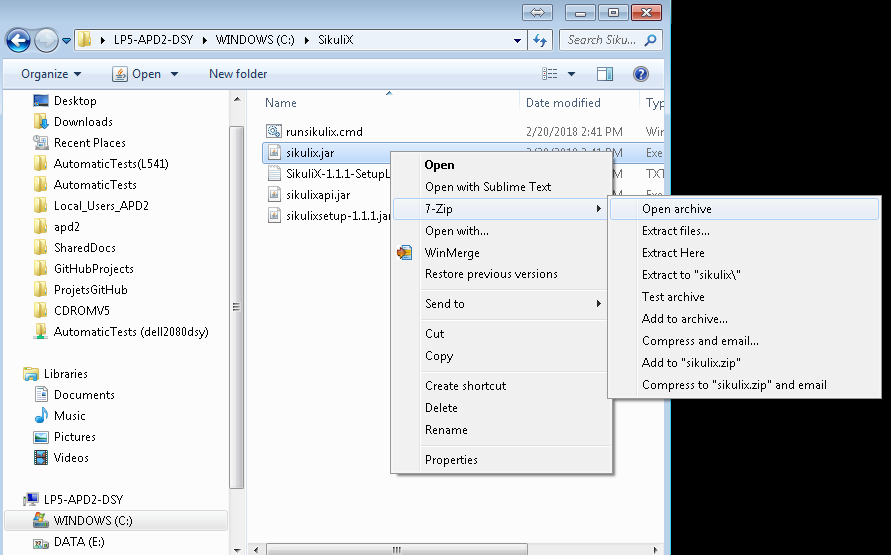 LP5-APD2-DSY
WINDOWS (C:)
SikuliX
Search Siku...
Organize
Open
New folder
Name
Date modified
Typ
Desktop
Downloads
Recent Places
AutomaticTests(L541)
AutomaticTests
Local_Users_APD2
apd2
SharedDocs
GitHubProjects
ProjetsGitHub
CDROMV5
AutomaticTests (dell2080dsy)
Libraries
Documents
Music
Pictures
Videos
LP5-APD2-DSY
WINDOWS (C:)
DATA (E:)
runsikulix.cmd
2/20/2018 2:41 PM
Win
sikulix.jar
2/20/2018 2:41 PM
Exe
SikuliX-1.1.1-SetupL
M
TXT
sikulixapi.jar
Exe
sikulixsetup-1.1.1.jar
Exe
Open
Open with Sublime Text
7-Zip
Open with...
WinMerge
Restore previous versions
Send to
Cut
Copy
Create shortcut
Delete
Rename
Properties
Open archive
Extract files...
Extract Here
Extract to "sikulix\"
Test archive
Add to archive...
Compress and email...
Add to "sikulix.zip"
Compress to "sikulix.zip" and email